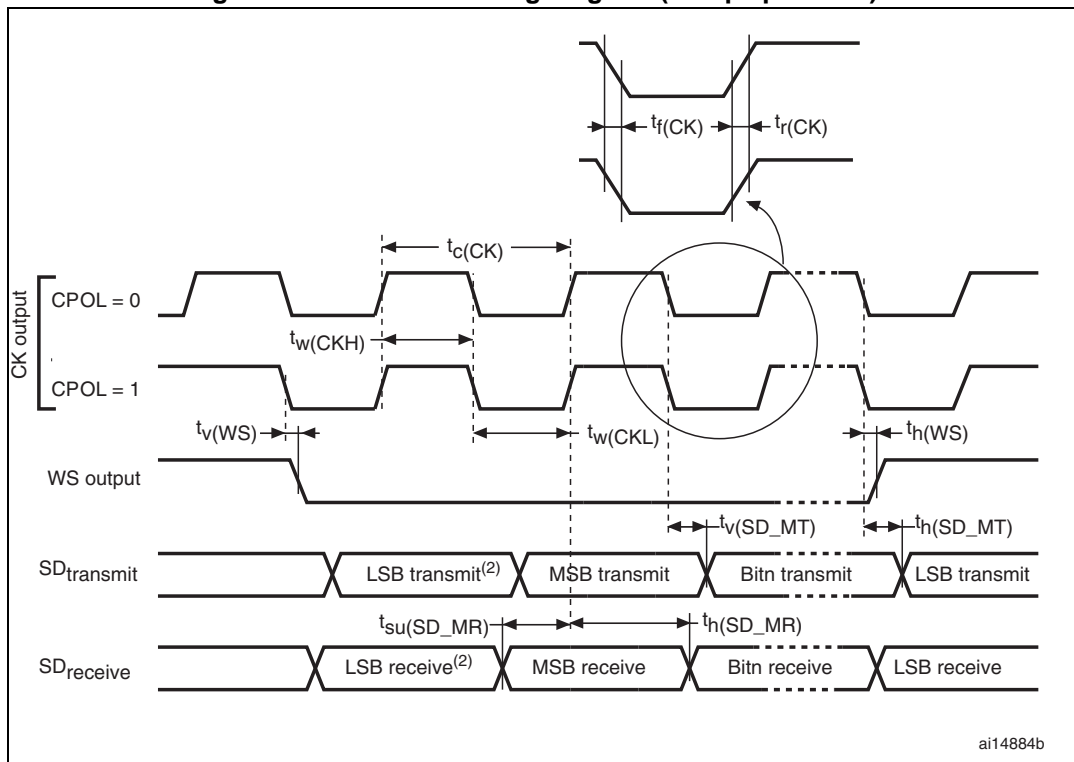 tf(CK)
tr(CK)
tc(CK)
CK output
CPOL = 0
tw(CKH)
CPOL = 1
tv(WS)
tw(CKL)
th(WS)
WS output
tv(SD_MT)
th(SD_MT)
SDtransmit
LSB transmit(2)
MSB transmit
Bitn transmit
LSB transmit
tsu(SD_MR)
th(SD_MR)
SDreceive
LSB receive(2)
MSB receive
Bitn receive
LSB receive
ai14884b